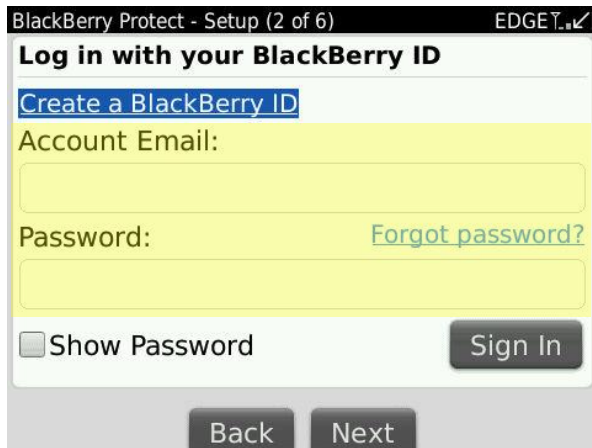 BlackBerry Protect - Setup (2 of 6) EDGE
Log in with your BlackBerry ID
Create a BlackBerry ID
Account Email:
Password: Forgot password?
Show Password Sign In
Back Next